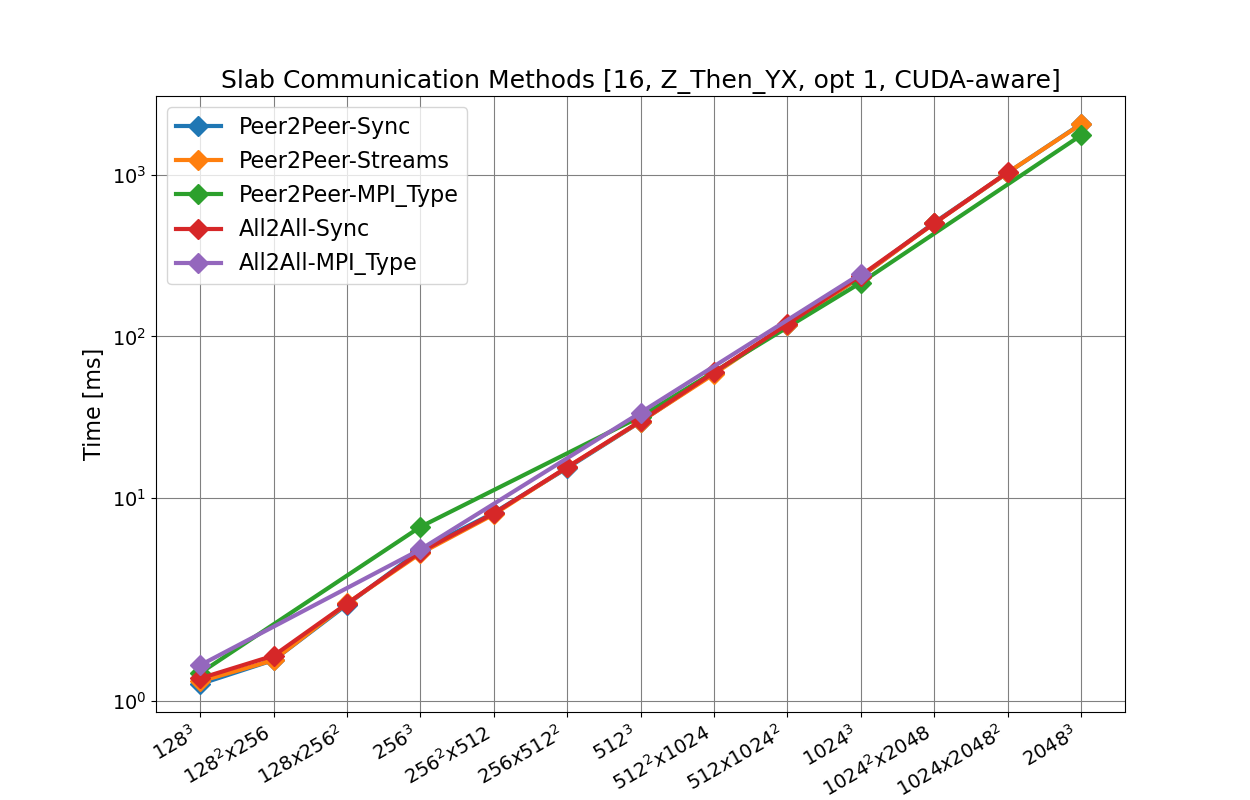 Slab Communication Methods [16, Z_Then_YX, opt 1, CUDA-aware]
Peer2Peer-Sync
Peer2Peer-Streams
Peer2Peer-MPI_Type
All2All-Sync
All2All-MPI_Type
Time [ms]
10³
10²
10¹
10⁰
128³
128²x256
128x256²
256³
256²x512
256x512²
512³
512²x1024
512x1024²
1024³
1024²x2048
1024x2048²
2048³